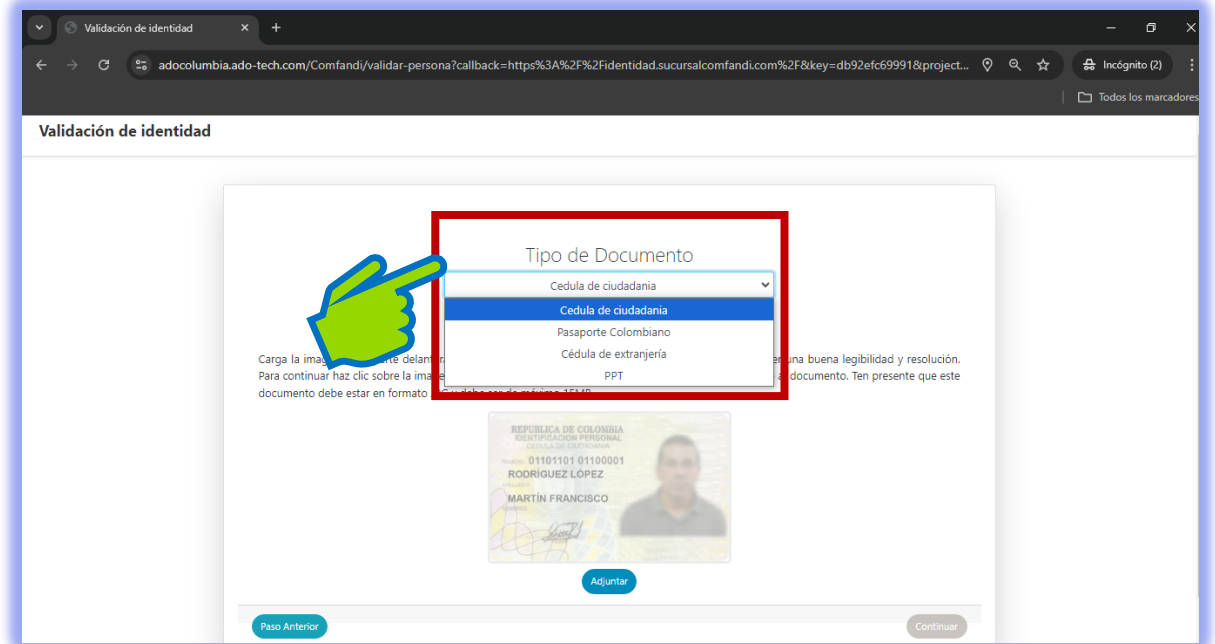 Validación de identidad
adocolumbia.ado-tech.com/Comfandi/validar-persona?callback=https%3A%2F%2Fidentidad.sucursalcomfandi.com%2F&key=db92efc69991&project...
Incógnito (2)
Todos los marcadores
Validación de identidad
Tipo de Documento
Cedula de ciudadania
Cedula de ciudadania
Pasaporte Colombiano
Cédula de extranjería
PPT
Carga la una buena legibilidad y resolución.
Para continuar haz clic sobre la documento. Ten presente que este
documento debe estar en formato
REPUBLICA DE COLOMBIA
IDENTIFICACION PERSONAL
CEDULA DE CIUDADANIA
01101101 01100001
RODRÍGUEZ LÓPEZ
MARTÍN FRANCISCO
Adjuntar
Paso Anterior
Continuar